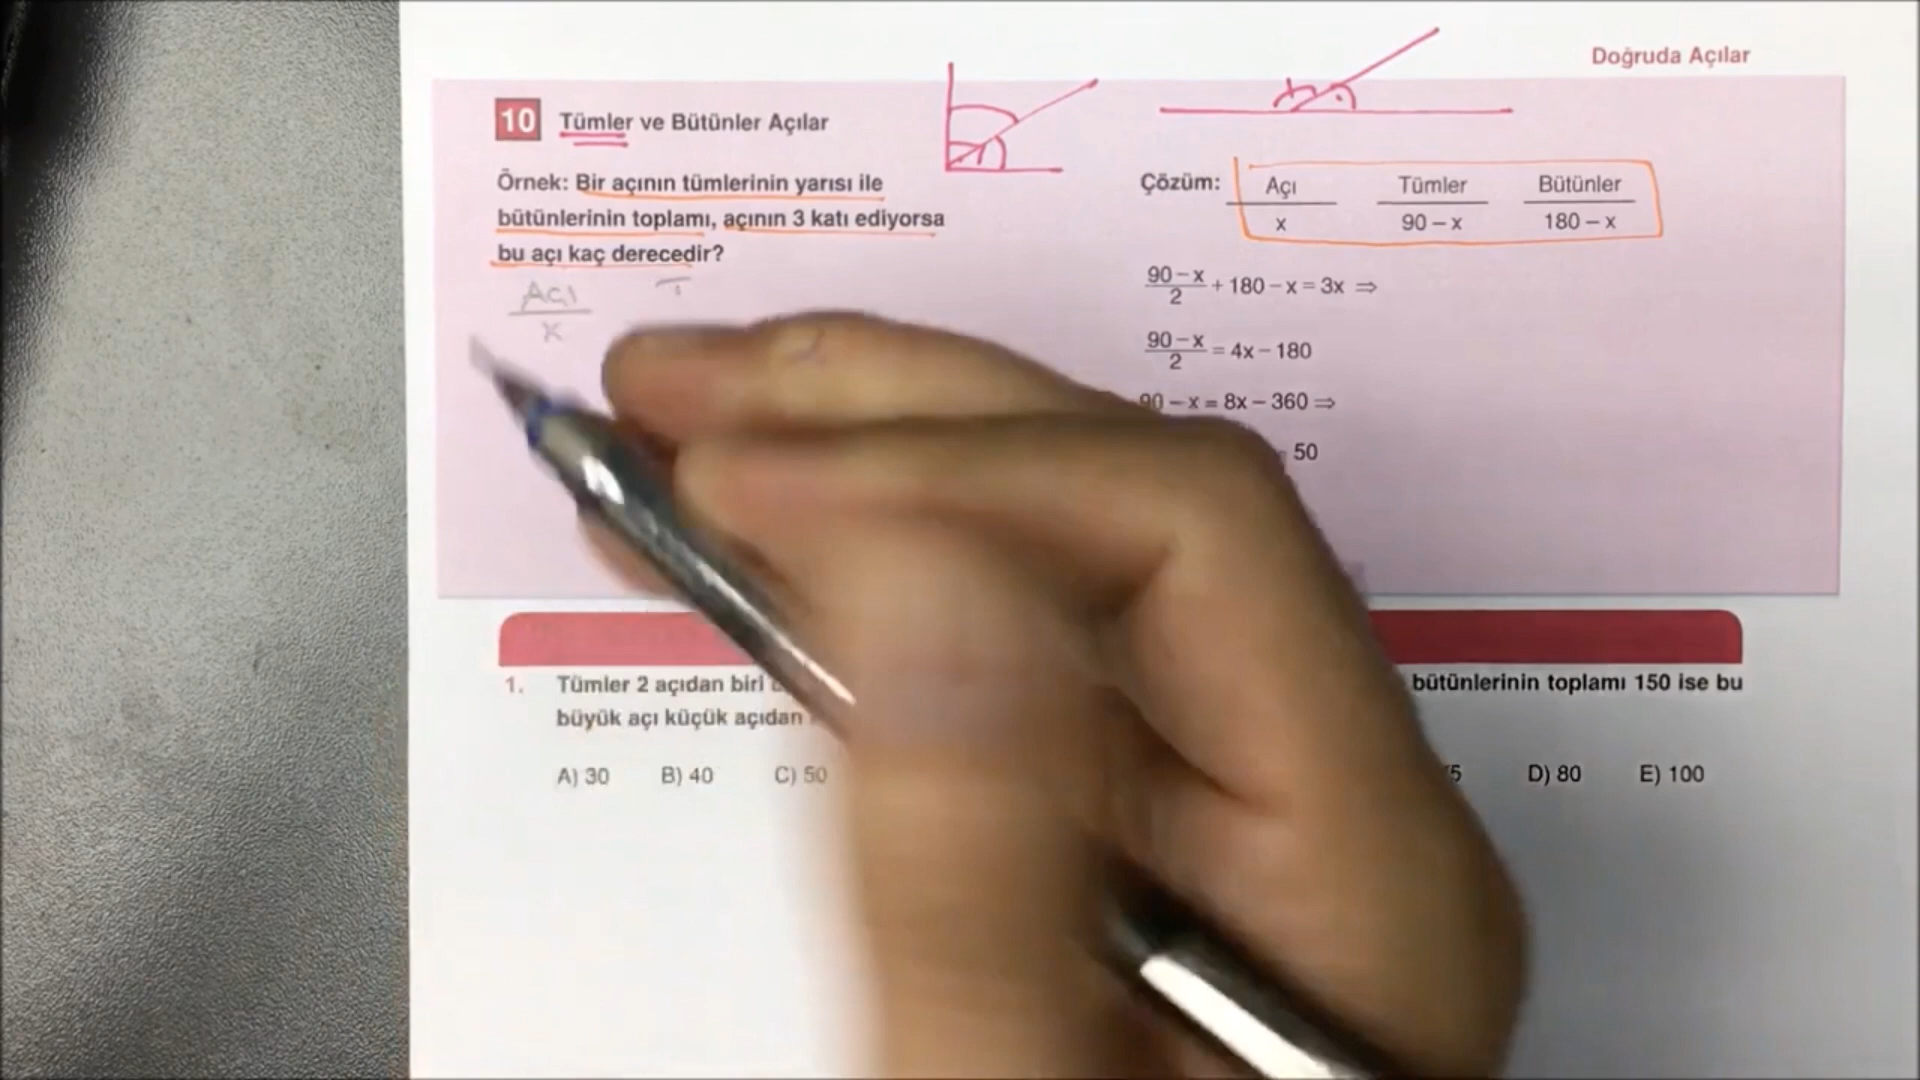 Doğruda Açılar
10 Tümler ve Bütünler Açılar
Örnek: Bir açının tümlerinin yarısı ile
bütünlerinin toplamı, açının 3 katı ediyorsa
bu açı kaç derecedir?
Açı
x
Çözüm: Açı Tümler Bütünler
x 90 – x 180 – x
90 – x / 2 + 180 – x = 3x ⇒
90 – x / 2 = 4x – 180
90 – x = 8x – 360 ⇒
50
1. Tümler 2 açıdan biri
büyük açı küçük açıdan
A) 30 B) 40 C) 50
bütünlerinin toplamı 150 ise bu
D) 80 E) 100